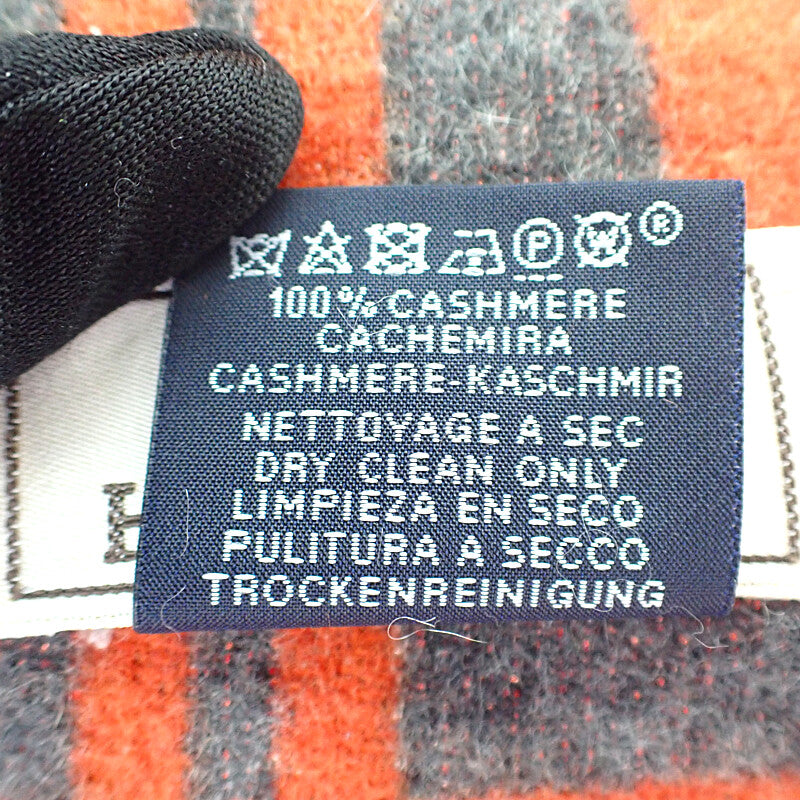 P W ®
100% CASHMERE
CACHEMIRA
CASHMERE-KASCHMIR
NETTOYAGE A SEC
DRY CLEAN ONLY
LIMPIEZA EN SECO
PULITURA A SECCO
TROCKENREINIGUNG
H